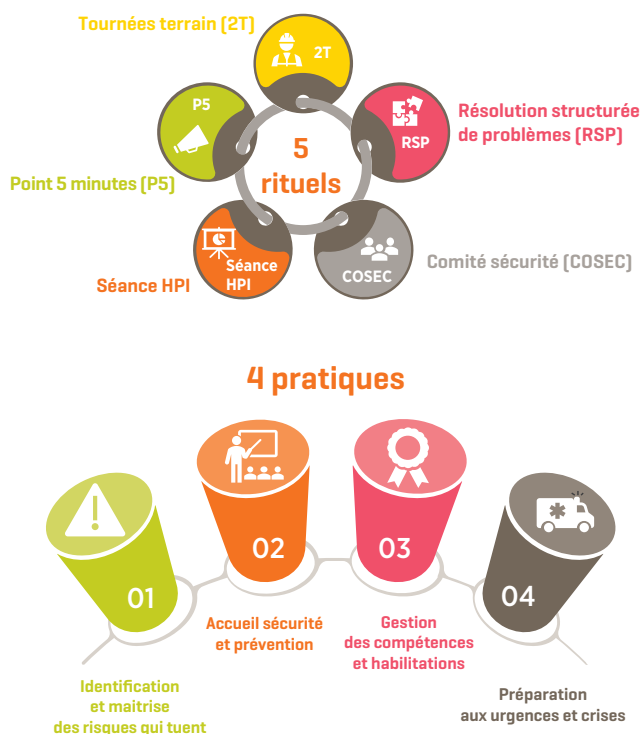 Tournées terrain (2T)
2T
P5
RSP
Résolution structurée
de problèmes (RSP)
5
rituels
Point 5 minutes (P5)
Séance
HPI
COSEC
Comité sécurité (COSEC)
Séance HPI
4 pratiques
01
02
03
04
Accueil sécurité
et prévention
Gestion
des compétences
et habilitations
Identification
et maitrise
des risques qui tuent
Préparation
aux urgences et crises